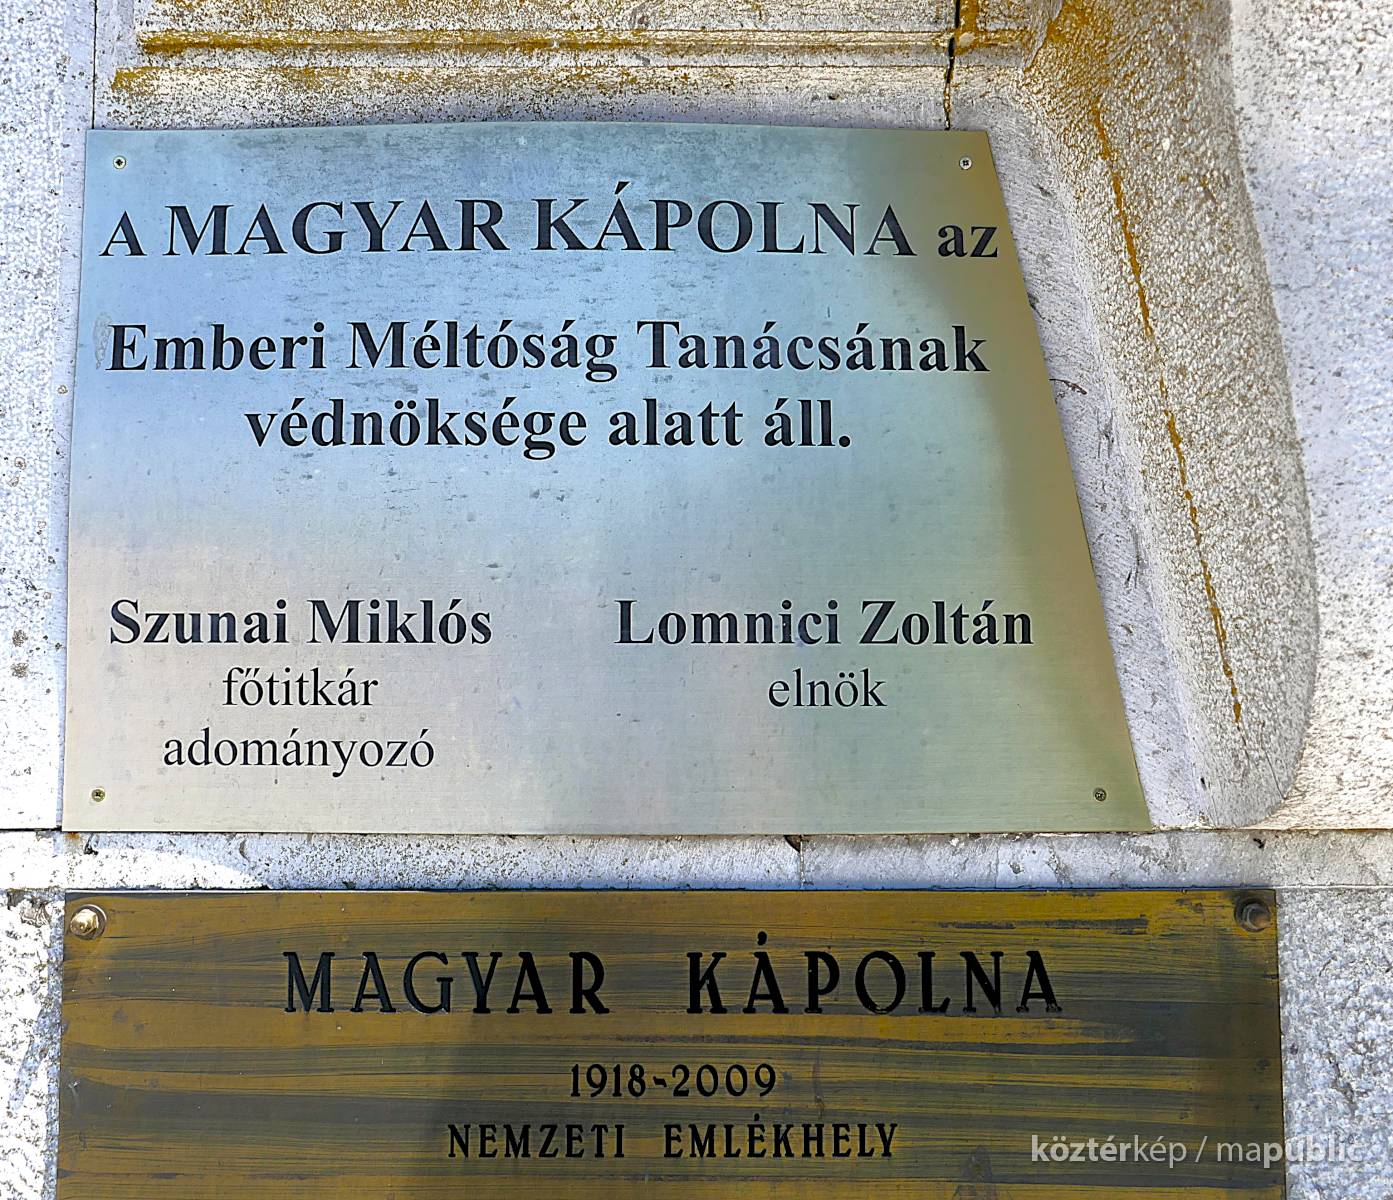 A MAGYAR KÁPOLNA az
Emberi Méltóság Tanácsának
védnöksége alatt áll.
Szunai Miklós
főtitkár
adományozó
Lomnici Zoltán
elnök
MAGYAR KÁPOLNA
1918-2009
NEMZETI EMLÉKHELY
köztérkép / mapublic